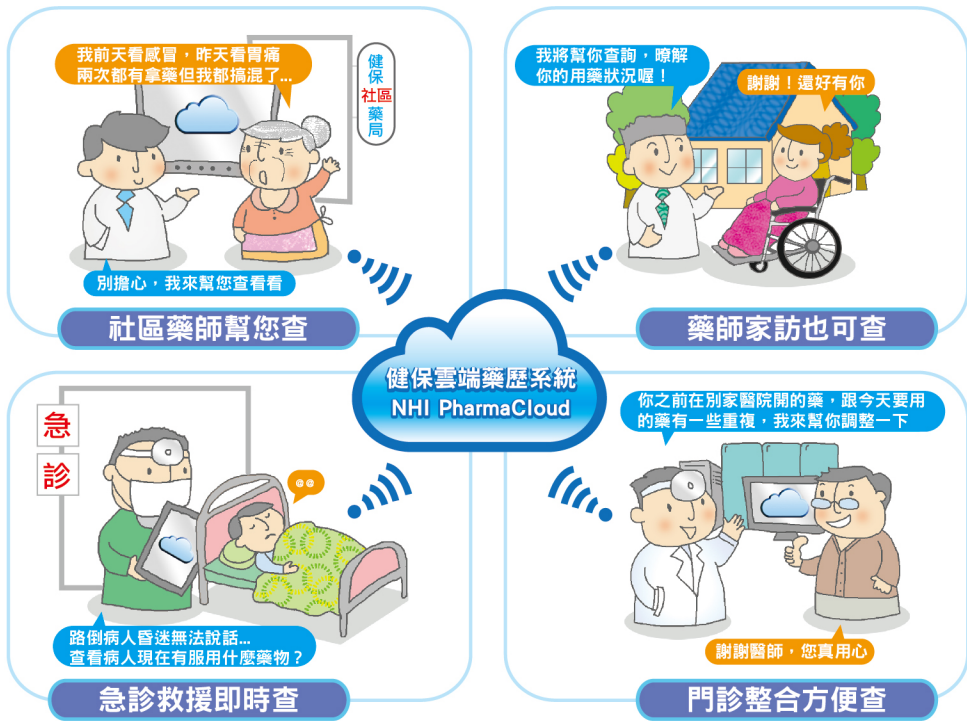 我前天看感冒，昨天看胃痛
兩次都有拿藥但我都搞混了...
健保社區藥局
別擔心，我來幫您查看看
社區藥師幫您查
我將幫你查詢，瞭解
你的用藥狀況喔！
謝謝！還好有你
藥師家訪也可查
健保雲端藥歷系統
NHI PharmaCloud
急診
路倒病人昏迷無法說話...
查看病人現在有服用什麼藥物？
急診救援即時查
你之前在別家醫院開的藥，跟今天要用
的藥有一些重複，我來幫你調整一下
謝謝醫師，您真用心
門診整合方便查